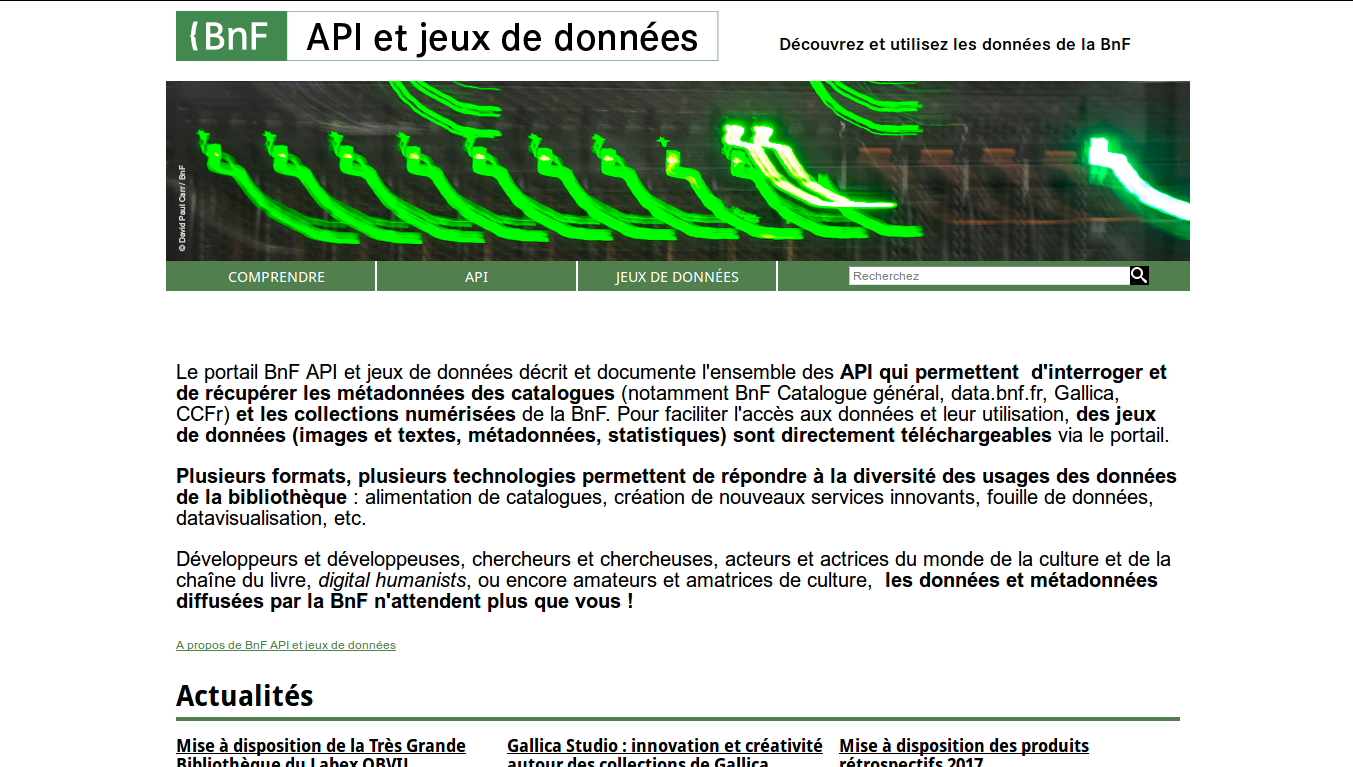 {BnF API et jeux de données
Découvrez et utilisez les données de la BnF
© David Paul Carr / BnF
COMPRENDRE API JEUX DE DONNÉES Recherchez
Le portail BnF API et jeux de données décrit et documente l'ensemble des API qui permettent d'interroger et
de récupérer les métadonnées des catalogues (notamment BnF Catalogue général, data.bnf.fr, Gallica,
CCFr) et les collections numérisées de la BnF. Pour faciliter l'accès aux données et leur utilisation, des jeux
de données (images et textes, métadonnées, statistiques) sont directement téléchargeables via le portail.
Plusieurs formats, plusieurs technologies permettent de répondre à la diversité des usages des données
de la bibliothèque : alimentation de catalogues, création de nouveaux services innovants, fouille de données,
datavisualisation, etc.
Développeurs et développeuses, chercheurs et chercheuses, acteurs et actrices du monde de la culture et de la
chaîne du livre, digital humanists, ou encore amateurs et amatrices de culture, les données et métadonnées
diffusées par la BnF n'attendent plus que vous !
A propos de BnF API et jeux de données
Actualités
Mise à disposition de la Très Grande
Bibliothèque du Labex OBVIL
Gallica Studio : innovation et créativité
autour des collections de Gallica
Mise à disposition des produits
rétrospectifs 2017